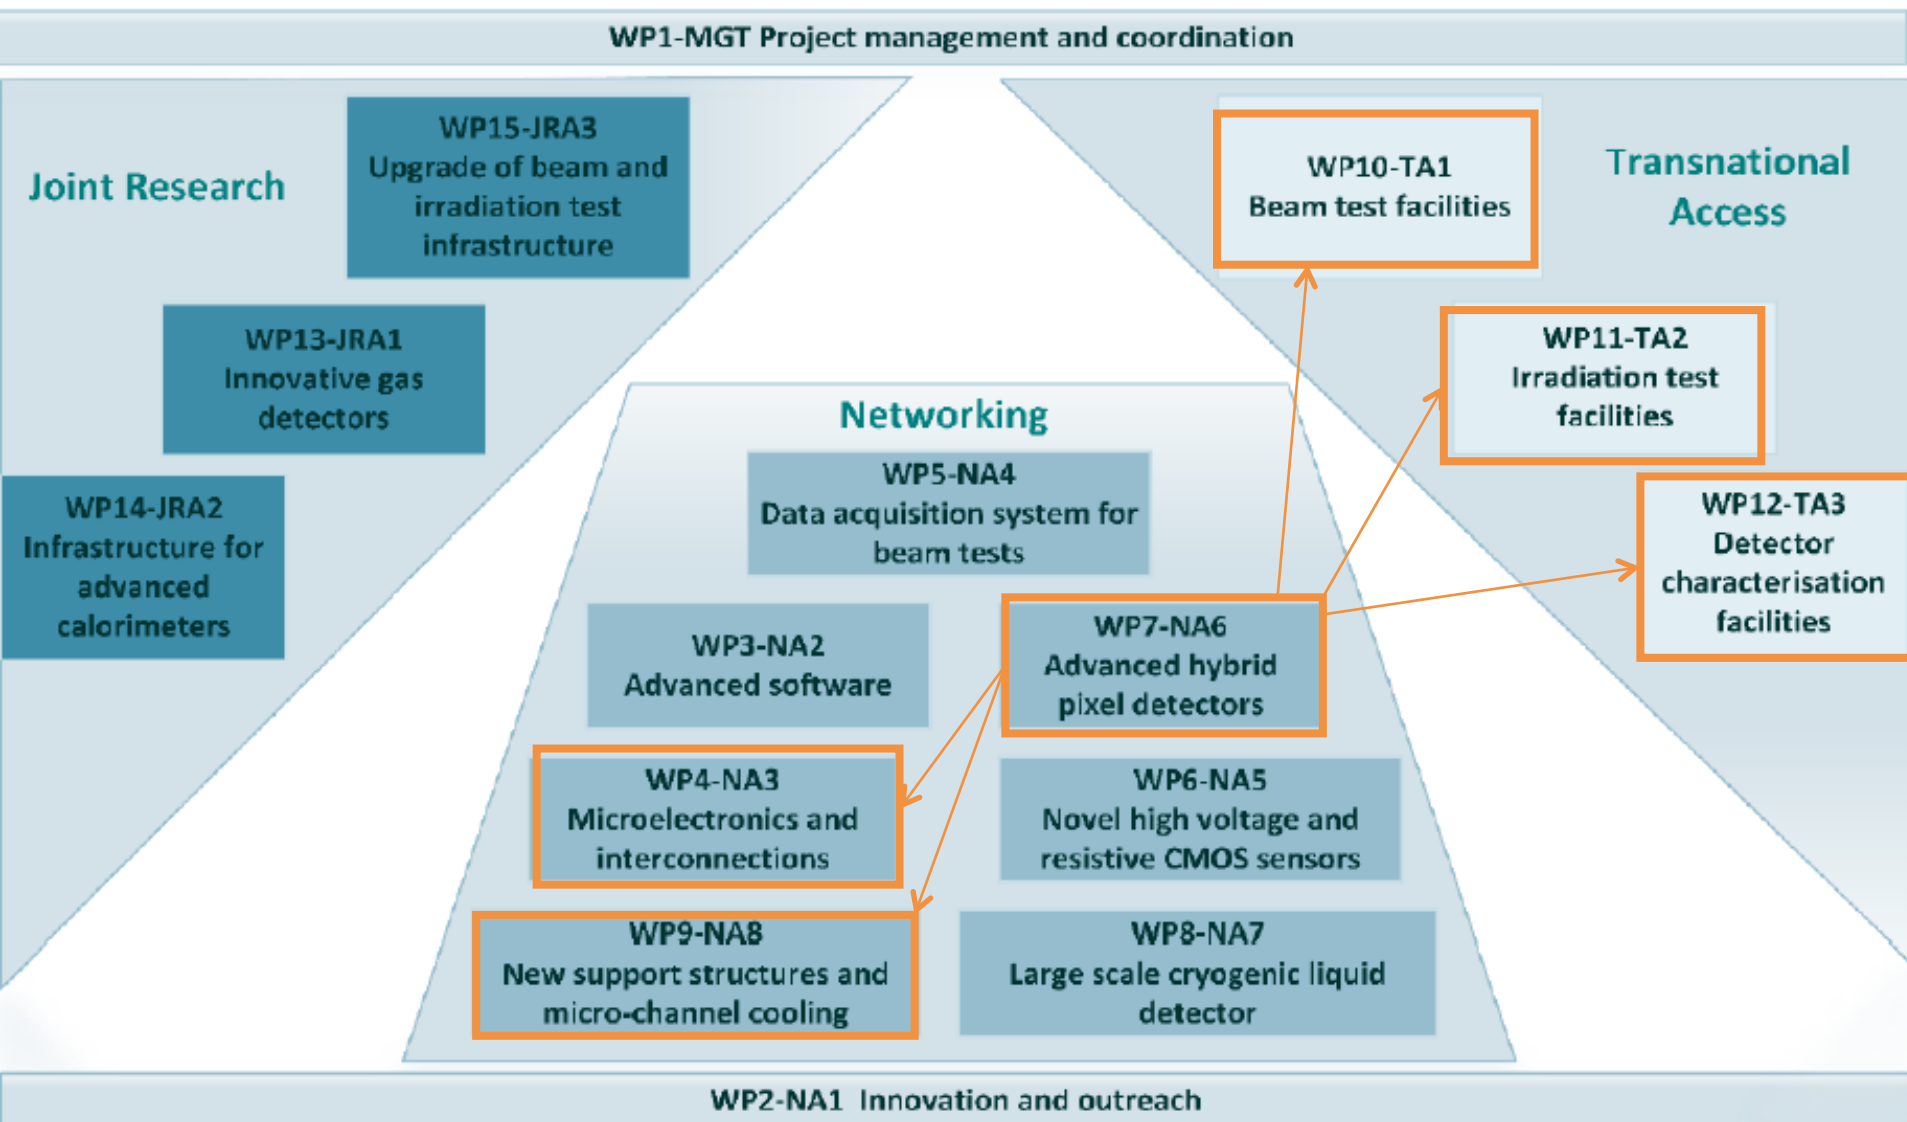 WP1-MGT Project management and coordination
Joint Research
WP15-JRA3
Upgrade of beam and
irradiation test
infrastructure
WP13-JRA1
Innovative gas
detectors
WP14-JRA2
Infrastructure for
advanced
calorimeters
Transnational
Access
WP10-TA1
Beam test facilities
WP11-TA2
Irradiation test
facilities
WP12-TA3
Detector
characterisation
facilities
Networking
WP5-NA4
Data acquisition system for
beam tests
WP3-NA2
Advanced software
WP7-NA6
Advanced hybrid
pixel detectors
WP4-NA3
Microelectronics and
interconnections
WP6-NA5
Novel high voltage and
resistive CMOS sensors
WP9-NA8
New support structures and
micro-channel cooling
WP8-NA7
Large scale cryogenic liquid
detector
WP2-NA1 Innovation and outreach